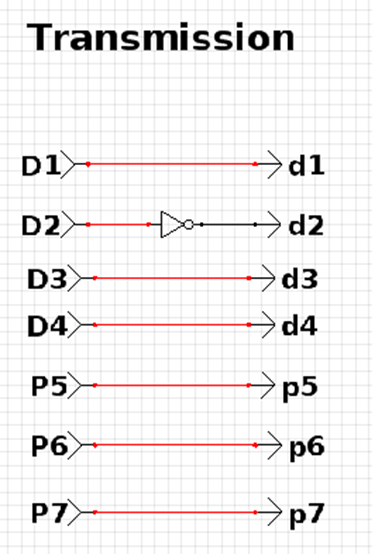 Transmission
D1 d1
D2 d2
D3 d3
D4 d4
P5 p5
P6 p6
P7 p7